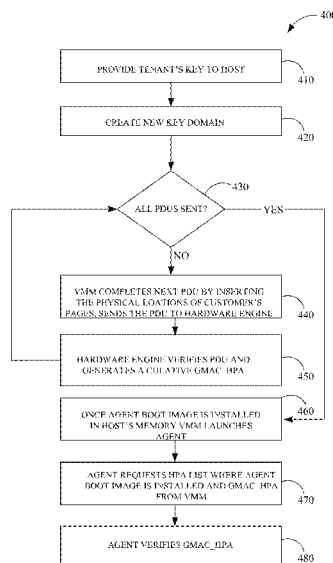 400
PROVIDE TENANT'S KEY TO HOST
410
CREATE NEW KEY DOMAIN
420
430
ALL PDUS SENT?
YES
NO
VMM COMPLETES NEXT PDU BY INSERTING
THE PHYSICAL LOATIONS OF CUSTOMER'S
PAGES, SENDS THE PDU TO HARDWARE ENGINE
440
HARDWARE ENGINE VERIFIES PDU AND
GENERATES A CULATIVE GMAC_HPA
450
460
ONCE AGENT BOOT IMAGE IS INSTALLED
IN HOST'S MEMORY VMM LAUNCHES
AGENT
AGENT REQUESTS HPA LIST WHERE AGENT
BOOT IMAGE IS INSTALLED AND GMAC_HPA
FROM VMM
470
AGENT VERIFIES GMAC_HPA
480